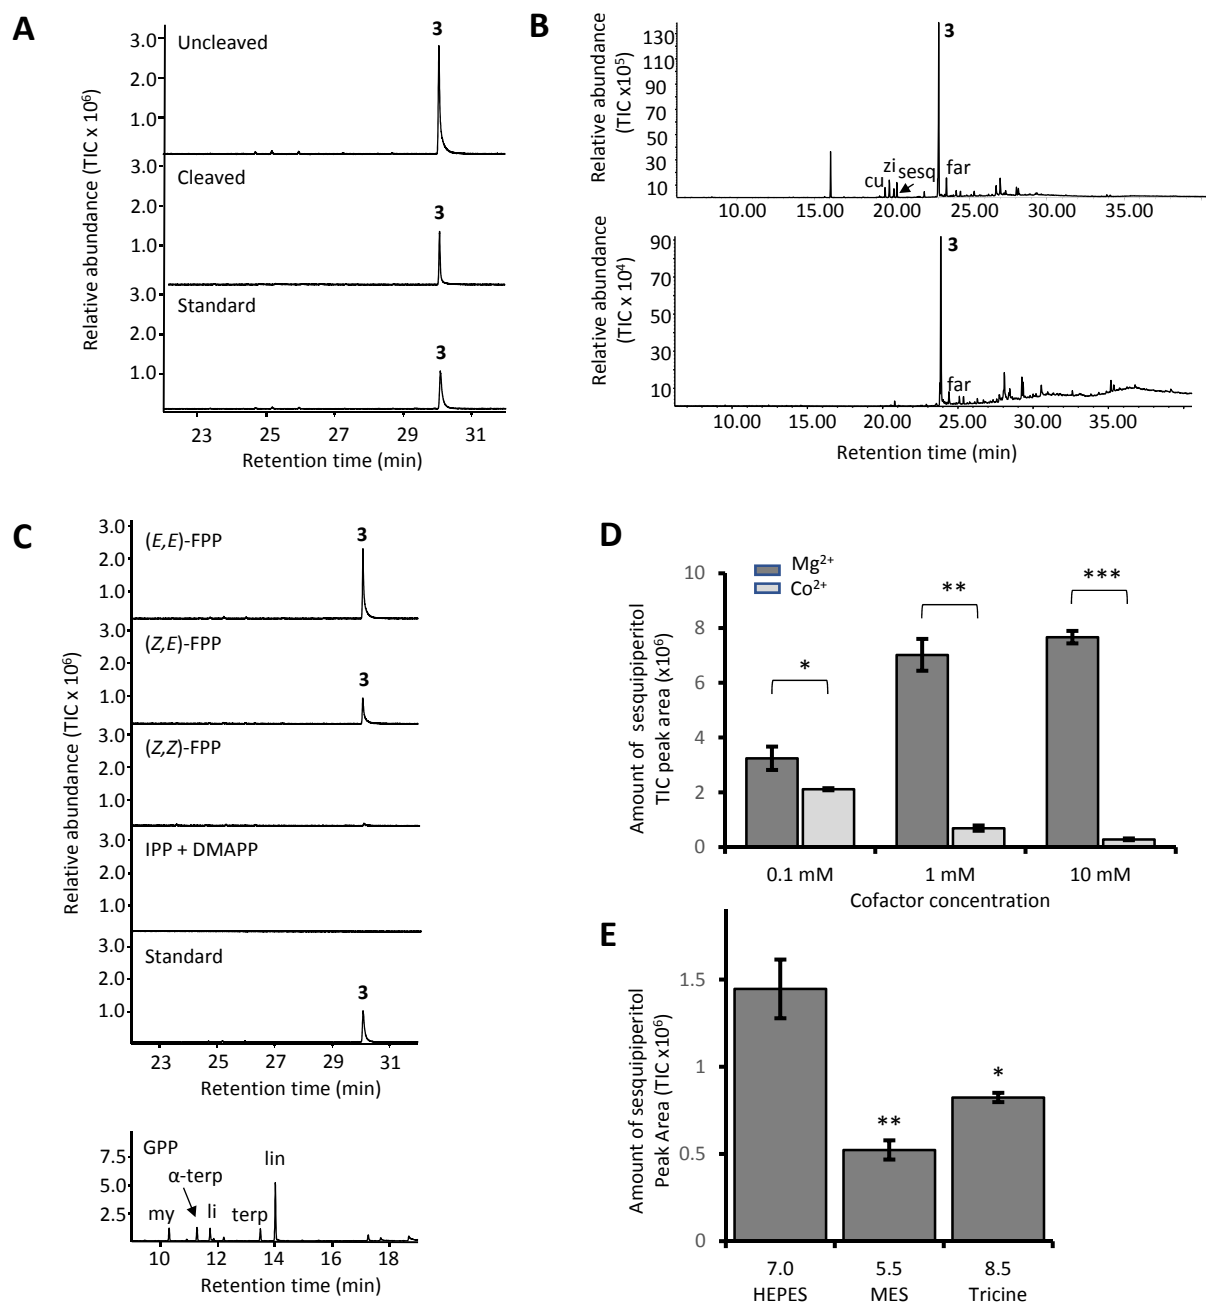 A
Relative abundance (TIC x 10⁶)
Uncleaved
3
3.0
2.0
1.0
Cleaved
3
3.0
2.0
1.0
Standard
3
3.0
2.0
1.0
23 25 27 29 31
Retention time (min)
B
Relative abundance
(TIC x10⁵)
130
110
90
70
50
30
10
3
cu
zi
sesq
far
10.00 15.00 20.00 25.00 30.00 35.00
Relative abundance
(TIC x 10⁴)
90
70
50
30
10
3
far
10.00 15.00 20.00 25.00 30.00 35.00
Retention time (min)
C
Relative abundance (TIC x 10⁶)
(E,E)-FPP
3
3.0
2.0
1.0
(Z,E)-FPP
3
3.0
2.0
1.0
(Z,Z)-FPP
3.0
2.0
1.0
IPP + DMAPP
3.0
2.0
1.0
Standard
3
3.0
2.0
1.0
23 25 27 29 31
Retention time (min)
GPP
7.5
5.0
2.5
my
α-terp
li
terp
lin
10 12 14 16 18
Retention time (min)
D
Mg²⁺
Co²⁺
Amount of sesquipiperitol
TIC peak area (x10⁶)
10
8
6
4
2
0
*
**
***
0.1 mM 1 mM 10 mM
Cofactor concentration
E
Amount of sesquipiperitol
Peak Area (TIC x10⁶)
1.5
1
0.5
0
**
*
7.0 5.5 8.5
HEPES MES Tricine